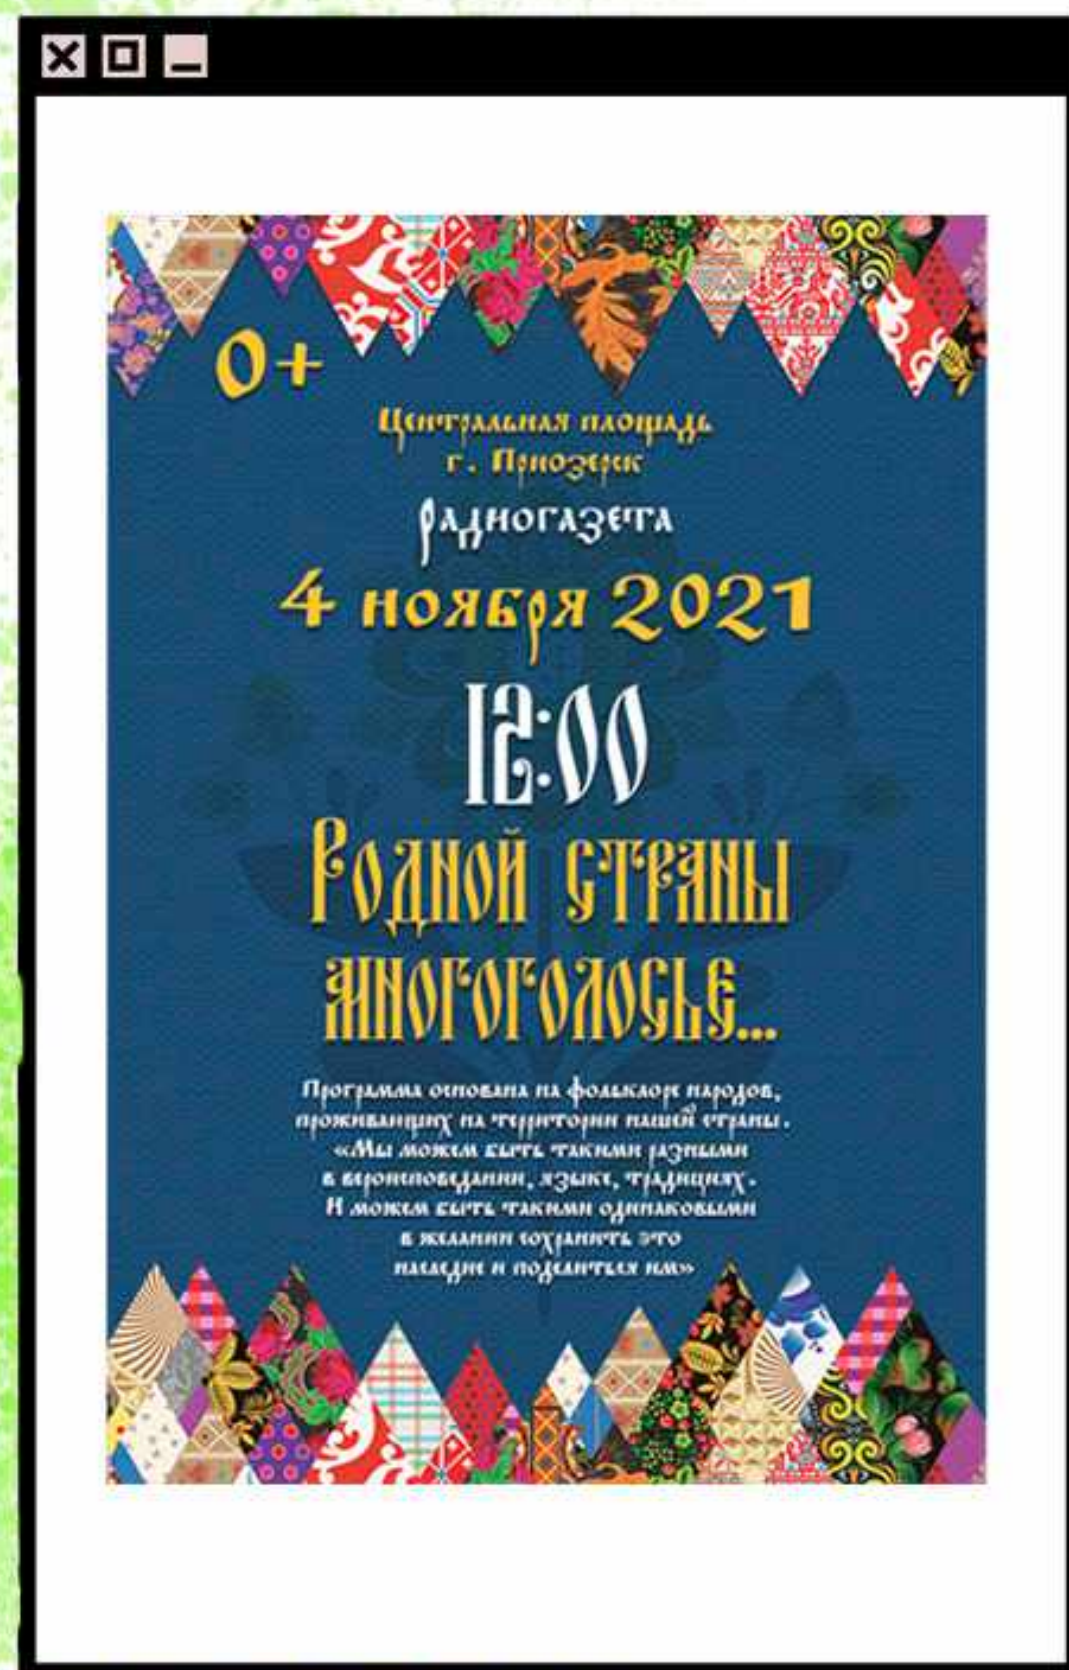 0+
Центральная площадь
г. Приозерск
радиогазета
4 ноября 2021
12:00
Родной страны
многоголосье...
Программа основана на фольклоре народов,
проживающих на территории нашей страны.
«Мы можем быть такими разными
в вероисповедании, языке, традициях.
И можем быть такими одинаковыми
в желании сохранить это
наследие и поделиться им»